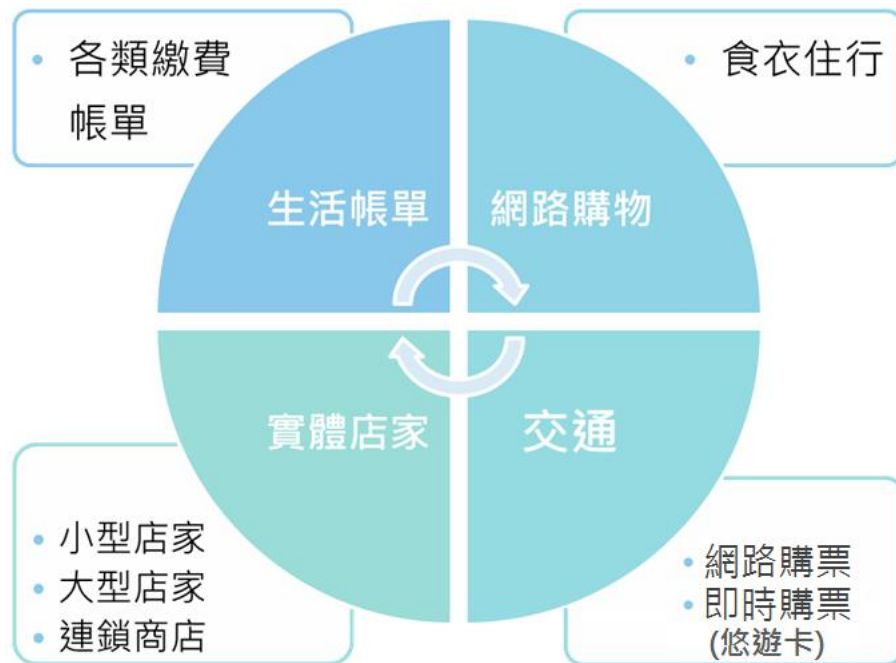 各類繳費
帳單
食衣住行
生活帳單
網路購物
實體店家
交通
小型店家
大型店家
連鎖商店
網路購票
即時購票
(悠遊卡)